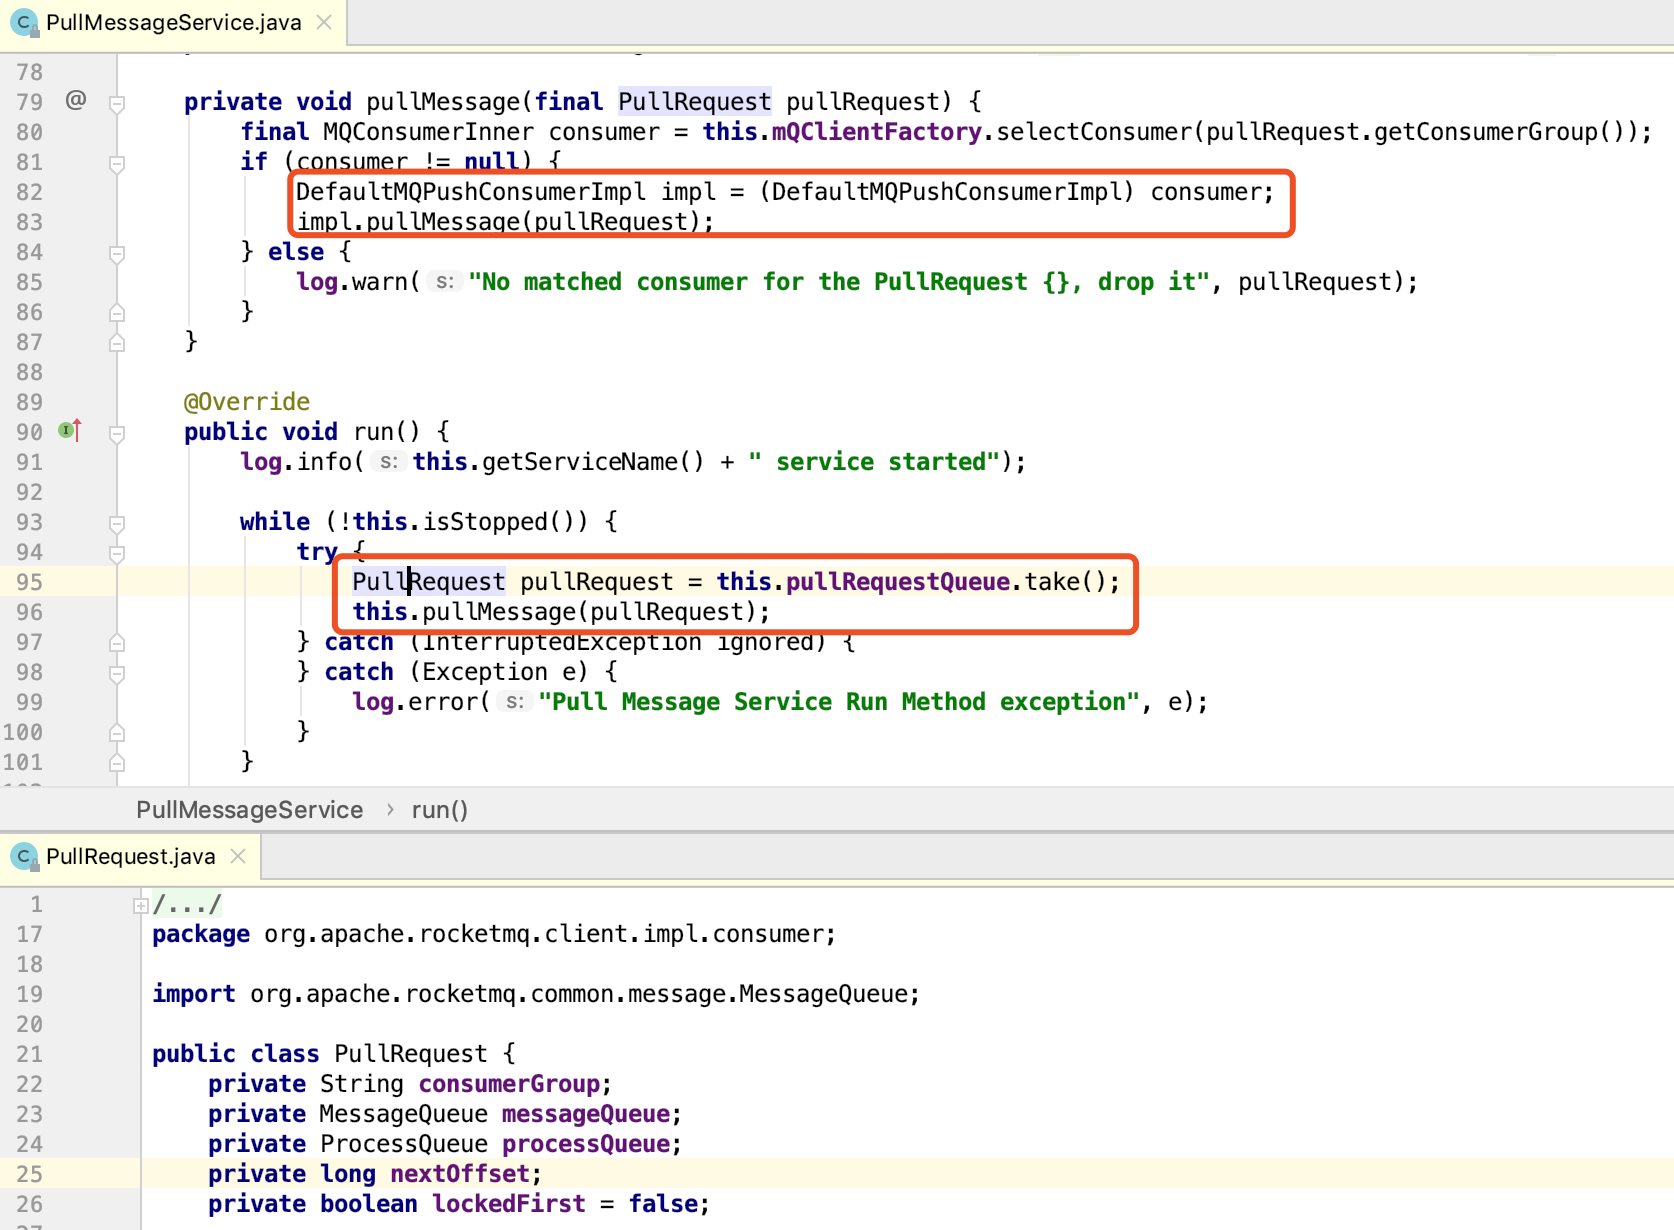 PullMessageService.java
78
79 @ private void pullMessage(final PullRequest pullRequest) {
80 final MQConsumerInner consumer = this.mQClientFactory.selectConsumer(pullRequest.getConsumerGroup());
81 if (consumer != null) {
82 DefaultMQPushConsumerImpl impl = (DefaultMQPushConsumerImpl) consumer;
83 impl.pullMessage(pullRequest);
84 } else {
85 log.warn( s: "No matched consumer for the PullRequest {}, drop it", pullRequest);
86 }
87 }
88
89 @Override
90 public void run() {
91 log.info( s: this.getServiceName() + " service started");
92
93 while (!this.isStopped()) {
94 try {
95 PullRequest pullRequest = this.pullRequestQueue.take();
96 this.pullMessage(pullRequest);
97 } catch (InterruptedException ignored) {
98 } catch (Exception e) {
99 log.error( s: "Pull Message Service Run Method exception", e);
100 }
101 }
PullMessageService › run()
PullRequest.java
1 /.../
17 package org.apache.rocketmq.client.impl.consumer;
18
19 import org.apache.rocketmq.common.message.MessageQueue;
20
21 public class PullRequest {
22 private String consumerGroup;
23 private MessageQueue messageQueue;
24 private ProcessQueue processQueue;
25 private long nextOffset;
26 private boolean lockedFirst = false;